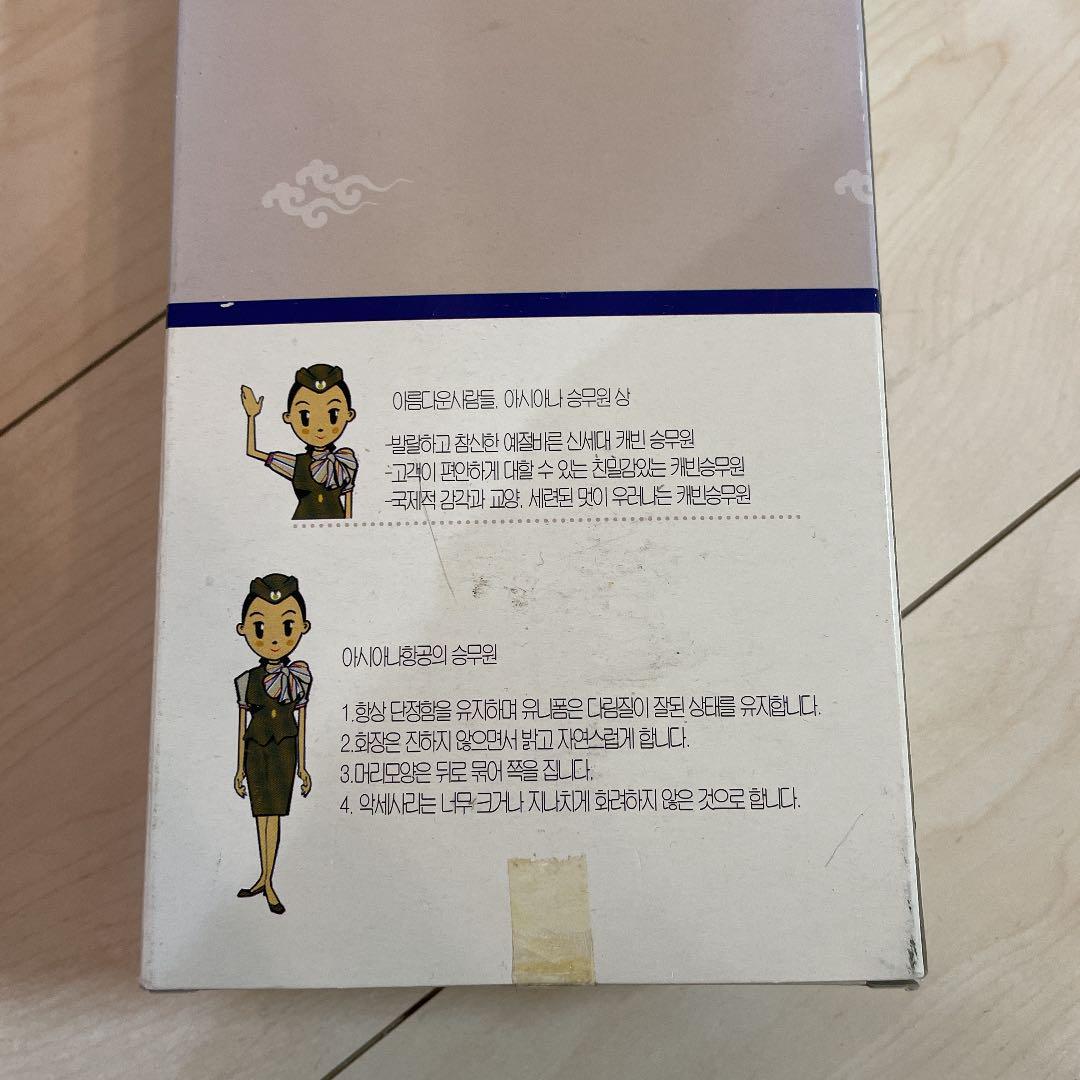 아름다운사람들, 아시아나 승무원 상
-발랄하고 참신한 예절바른 신세대 캐빈 승무원
-고객이 편안하게 대할 수 있는 친밀감있는 캐빈승무원
-국제적 감각과 교양, 세련된 멋이 우러나는 캐빈승무원
아시아나항공의 승무원
1.항상 단정함을 유지하며 유니폼은 다림질이 잘된 상태를 유지합니다.
2.화장은 진하지 않으면서 밝고 자연스럽게 합니다.
3.머리모양은 뒤로 묶어 쪽을 집니다.
4. 악세사리는 너무 크거나 지나치게 화려하지 않은 것으로 합니다.